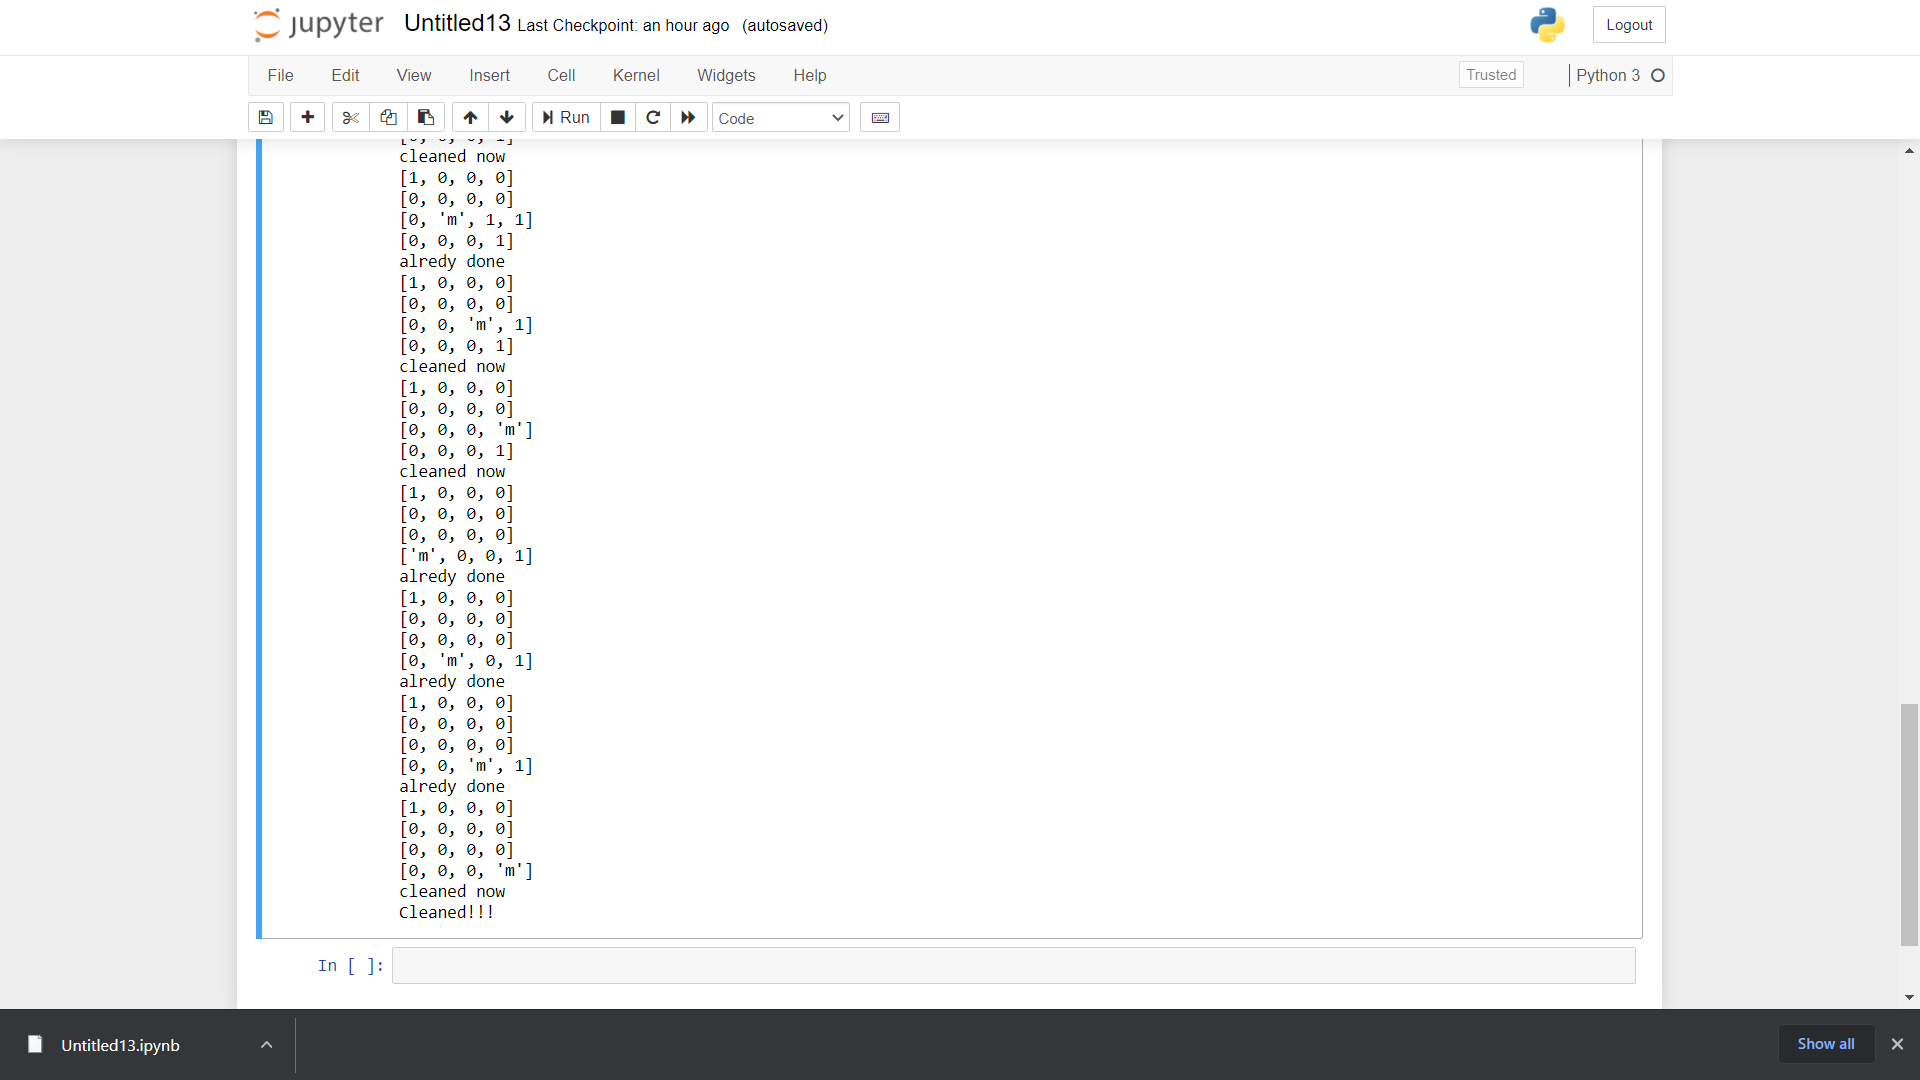 jupyter Untitled13 Last Checkpoint: an hour ago (autosaved) Logout
File Edit View Insert Cell Kernel Widgets Help Trusted Python 3
Run Code
[0, 0, 0, 1]
cleaned now
[1, 0, 0, 0]
[0, 0, 0, 0]
[0, 'm', 1, 1]
[0, 0, 0, 1]
alredy done
[1, 0, 0, 0]
[0, 0, 0, 0]
[0, 0, 'm', 1]
[0, 0, 0, 1]
cleaned now
[1, 0, 0, 0]
[0, 0, 0, 0]
[0, 0, 0, 'm']
[0, 0, 0, 1]
cleaned now
[1, 0, 0, 0]
[0, 0, 0, 0]
[0, 0, 0, 0]
['m', 0, 0, 1]
alredy done
[1, 0, 0, 0]
[0, 0, 0, 0]
[0, 0, 0, 0]
[0, 'm', 0, 1]
alredy done
[1, 0, 0, 0]
[0, 0, 0, 0]
[0, 0, 0, 0]
[0, 0, 'm', 1]
alredy done
[1, 0, 0, 0]
[0, 0, 0, 0]
[0, 0, 0, 0]
[0, 0, 0, 'm']
cleaned now
Cleaned!!!
In [ ]:
Untitled13.ipynb Show all